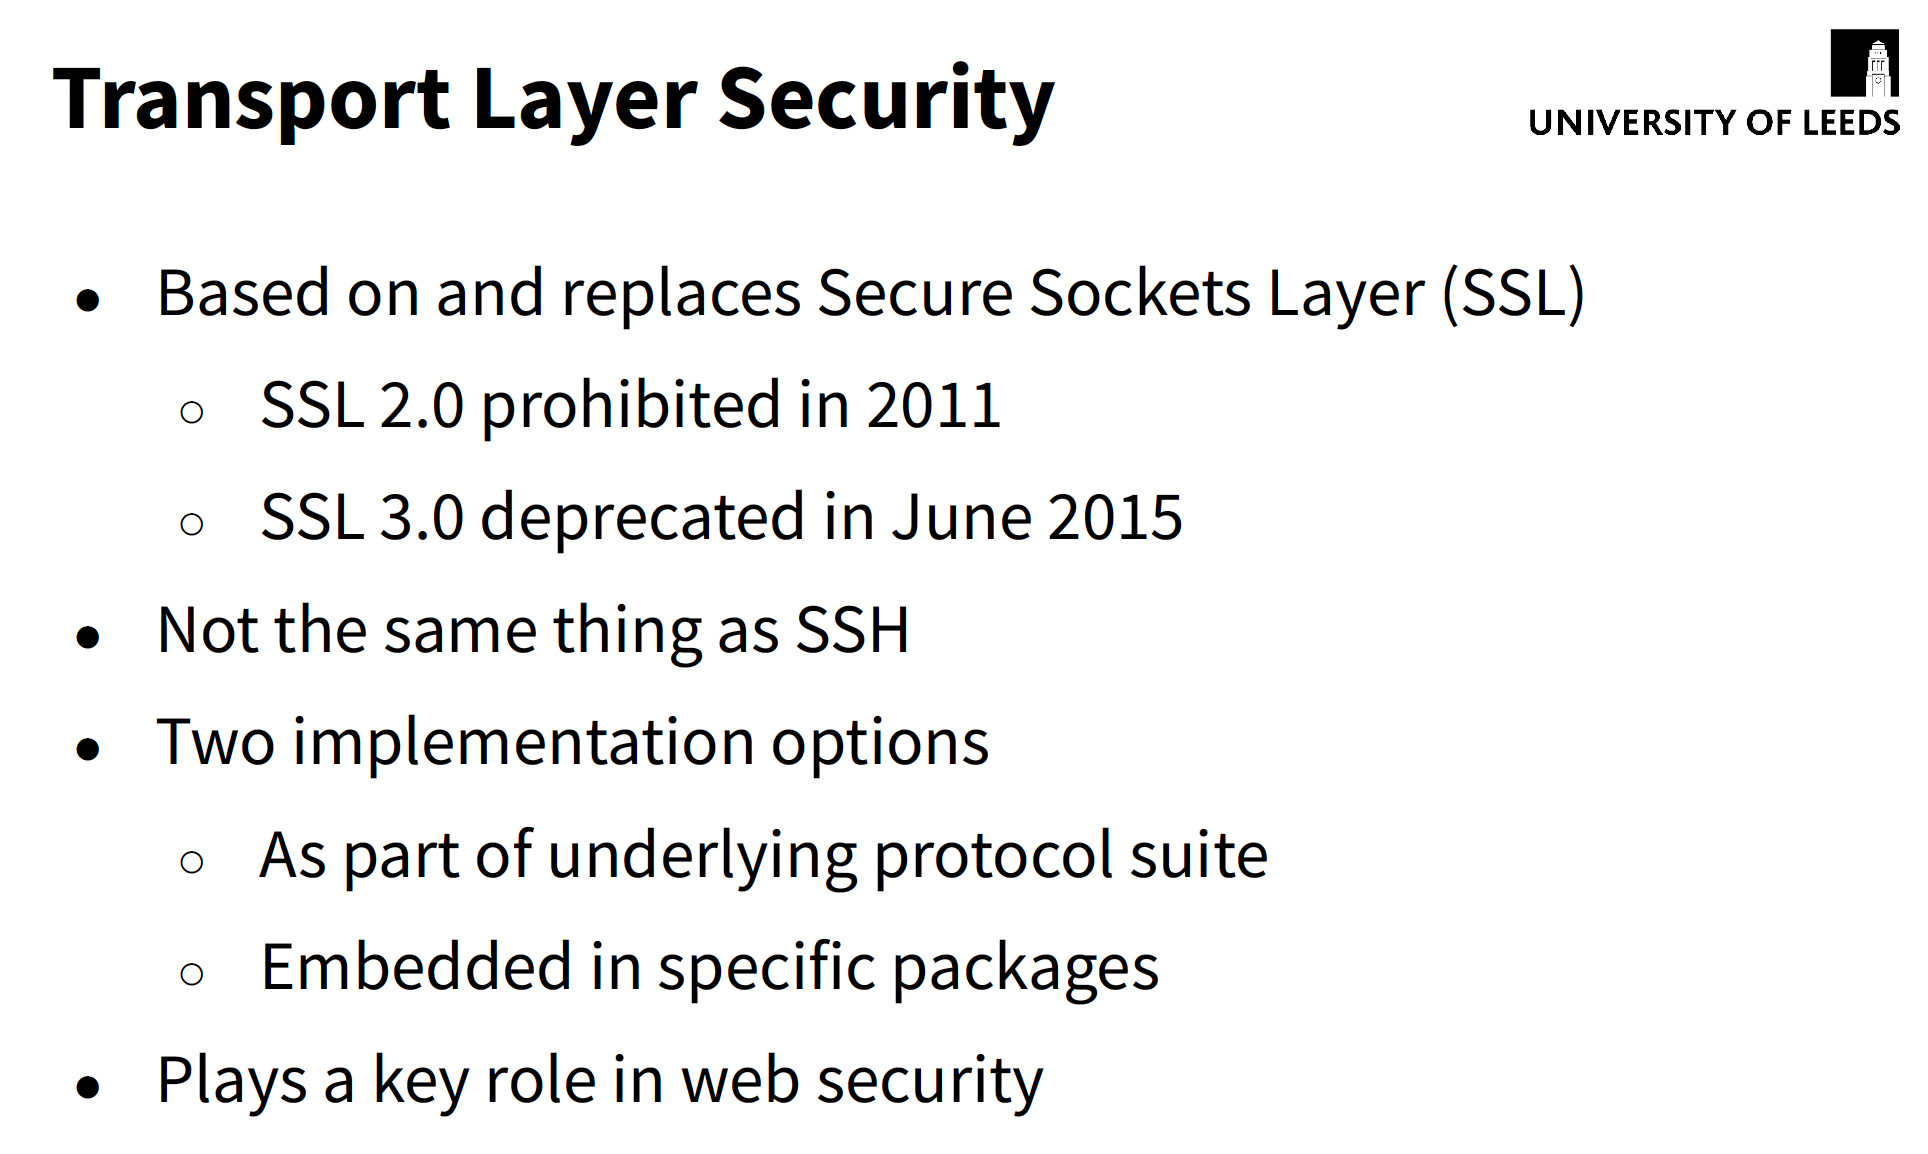 Transport Layer Security
UNIVERSITY OF LEEDS
● Based on and replaces Secure Sockets Layer (SSL)
○ SSL 2.0 prohibited in 2011
○ SSL 3.0 deprecated in June 2015
● Not the same thing as SSH
● Two implementation options
○ As part of underlying protocol suite
○ Embedded in specific packages
● Plays a key role in web security